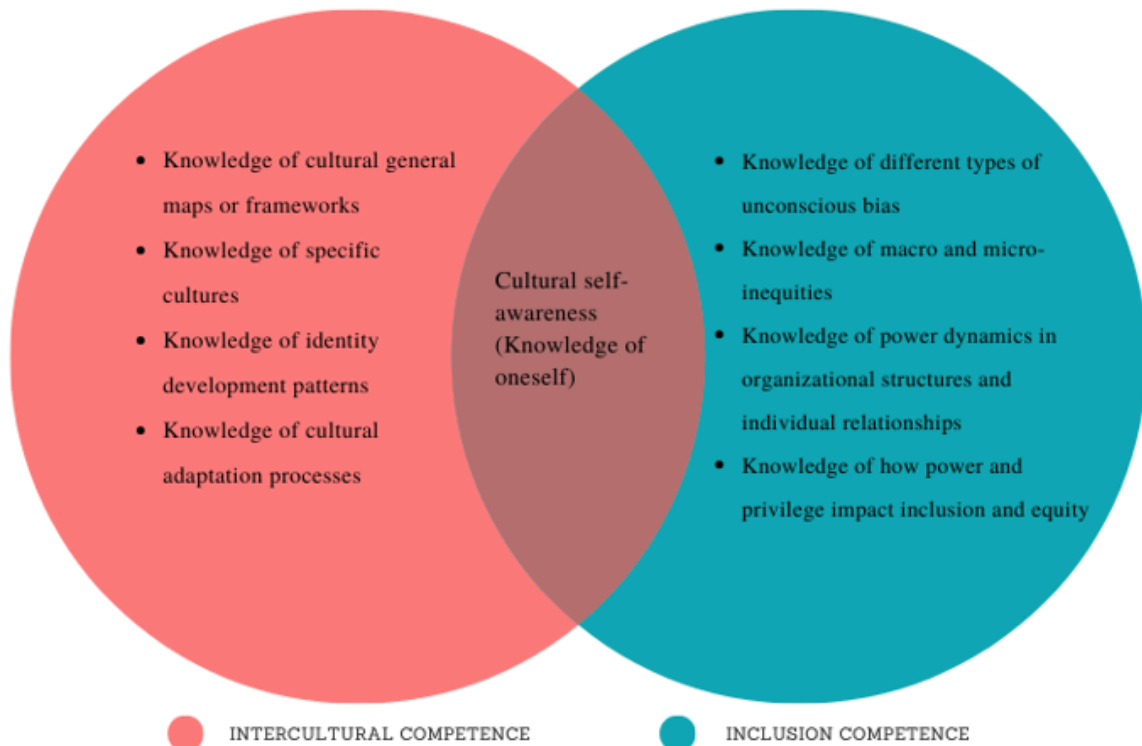 • Knowledge of cultural general
maps or frameworks
• Knowledge of specific
cultures
• Knowledge of identity
development patterns
• Knowledge of cultural
adaptation processes
Cultural self-
awareness
(Knowledge of
oneself)
• Knowledge of different types of
unconscious bias
• Knowledge of macro and micro-
inequities
• Knowledge of power dynamics in
organizational structures and
individual relationships
• Knowledge of how power and
privilege impact inclusion and equity
INTERCULTURAL COMPETENCE
INCLUSION COMPETENCE